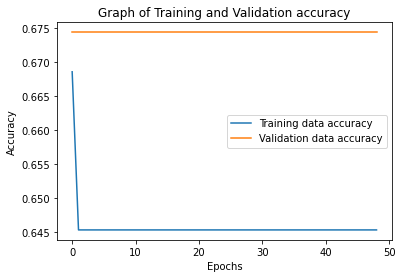 Graph of Training and Validation accuracy
0.675
0.670
0.665
0.660
0.655
0.650
0.645
Accuracy
Training data accuracy
Validation data accuracy
0 10 20 30 40 50
Epochs